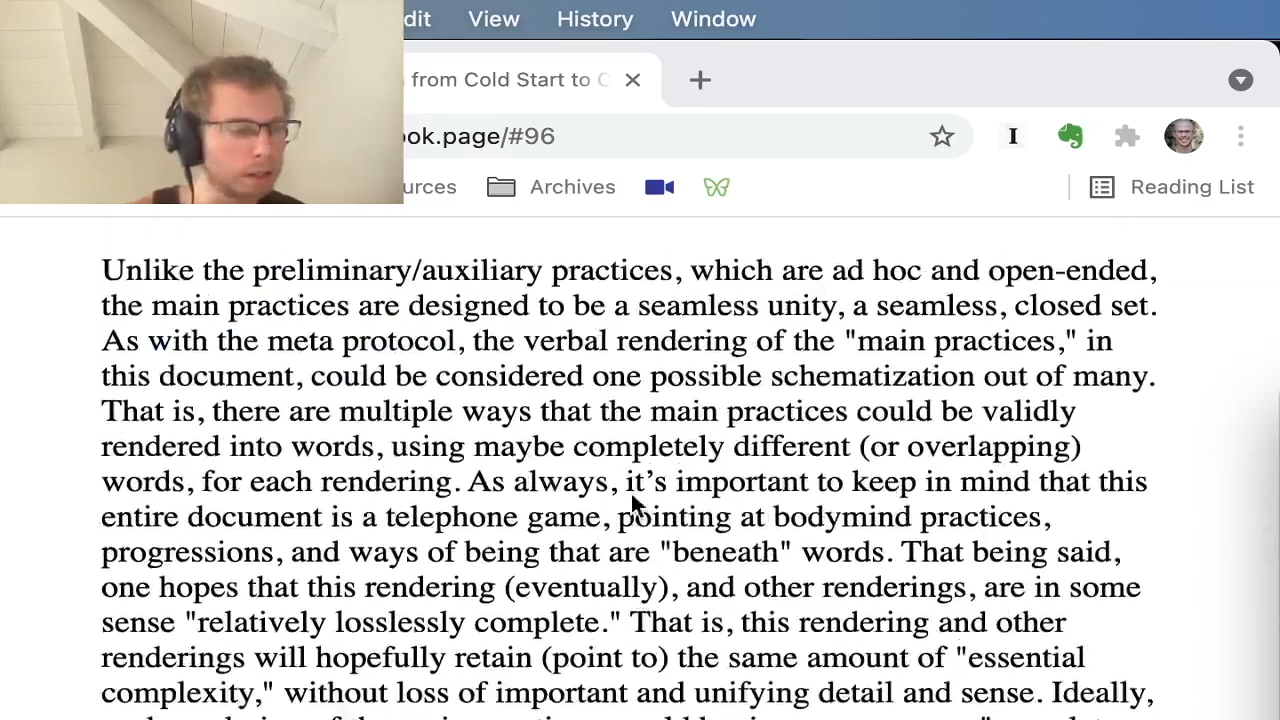 dit View History Window
from Cold Start to C
ook.page/#96
urces Archives Reading List
Unlike the preliminary/auxiliary practices, which are ad hoc and open-ended,
the main practices are designed to be a seamless unity, a seamless, closed set.
As with the meta protocol, the verbal rendering of the "main practices," in
this document, could be considered one possible schematization out of many.
That is, there are multiple ways that the main practices could be validly
rendered into words, using maybe completely different (or overlapping)
words, for each rendering. As always, it’s important to keep in mind that this
entire document is a telephone game, pointing at bodymind practices,
progressions, and ways of being that are "beneath" words. That being said,
one hopes that this rendering (eventually), and other renderings, are in some
sense "relatively losslessly complete." That is, this rendering and other
renderings will hopefully retain (point to) the same amount of "essential
complexity," without loss of important and unifying detail and sense. Ideally,